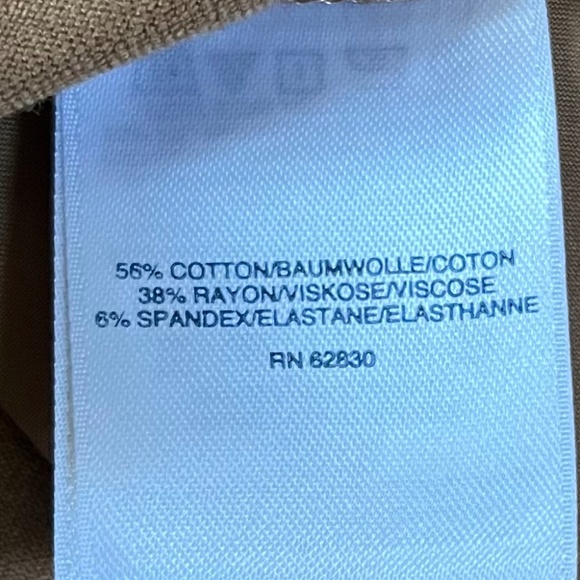 56% COTTON/BAUMWOLLE/COTON
38% RAYON/VISKOSE/VISCOSE
6% SPANDEX/ELASTANE/ELASTHANNE
RN 62830